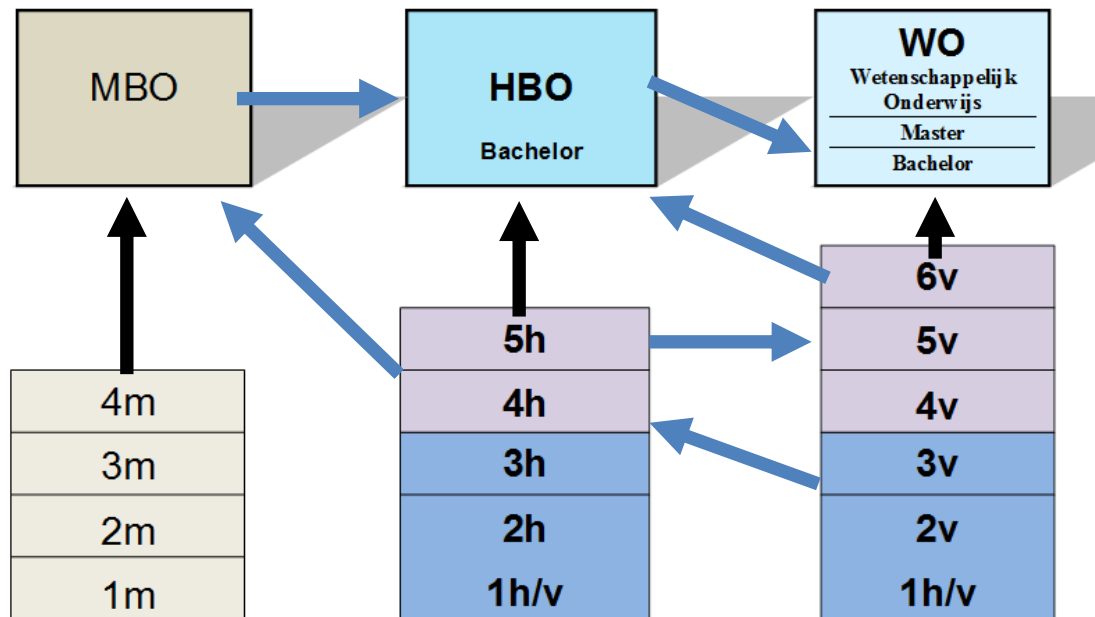 MBO
HBO
Bachelor
WO
Wetenschappelijk
Onderwijs
Master
Bachelor
4m
3m
2m
1m
5h
4h
3h
2h
1h/v
6v
5v
4v
3v
2v
1h/v